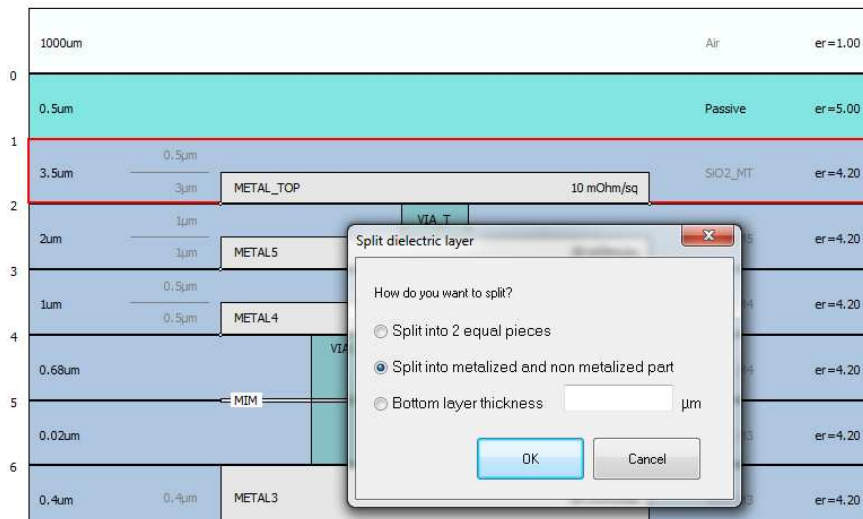 1000um Air er=1.00
0
0.5um Passive er=5.00
1
0.5µm
3.5um SiO2_MT er=4.20
3µm METAL_TOP 10 mOhm/sq
2
1µm VIA_T
2um er=4.20
1µm METAL5
3
0.5µm
1um er=4.20
0.5µm METAL4
4
0.68um er=4.20
5 MIM
0.02um er=4.20
6
0.4um 0.4µm METAL3 er=4.20
Split dielectric layer
How do you want to split?
Split into 2 equal pieces
Split into metalized and non metalized part
Bottom layer thickness µm
OK Cancel